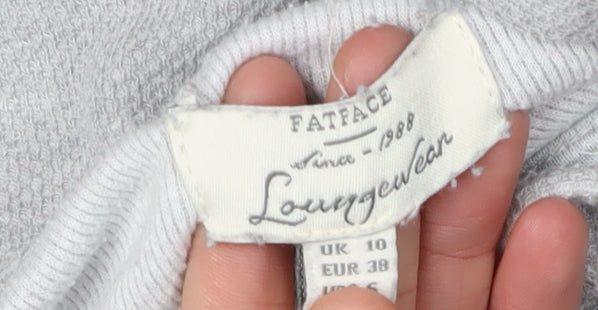 FATFACE
Since - 1988
Loungewear
UK 10
EUR 38